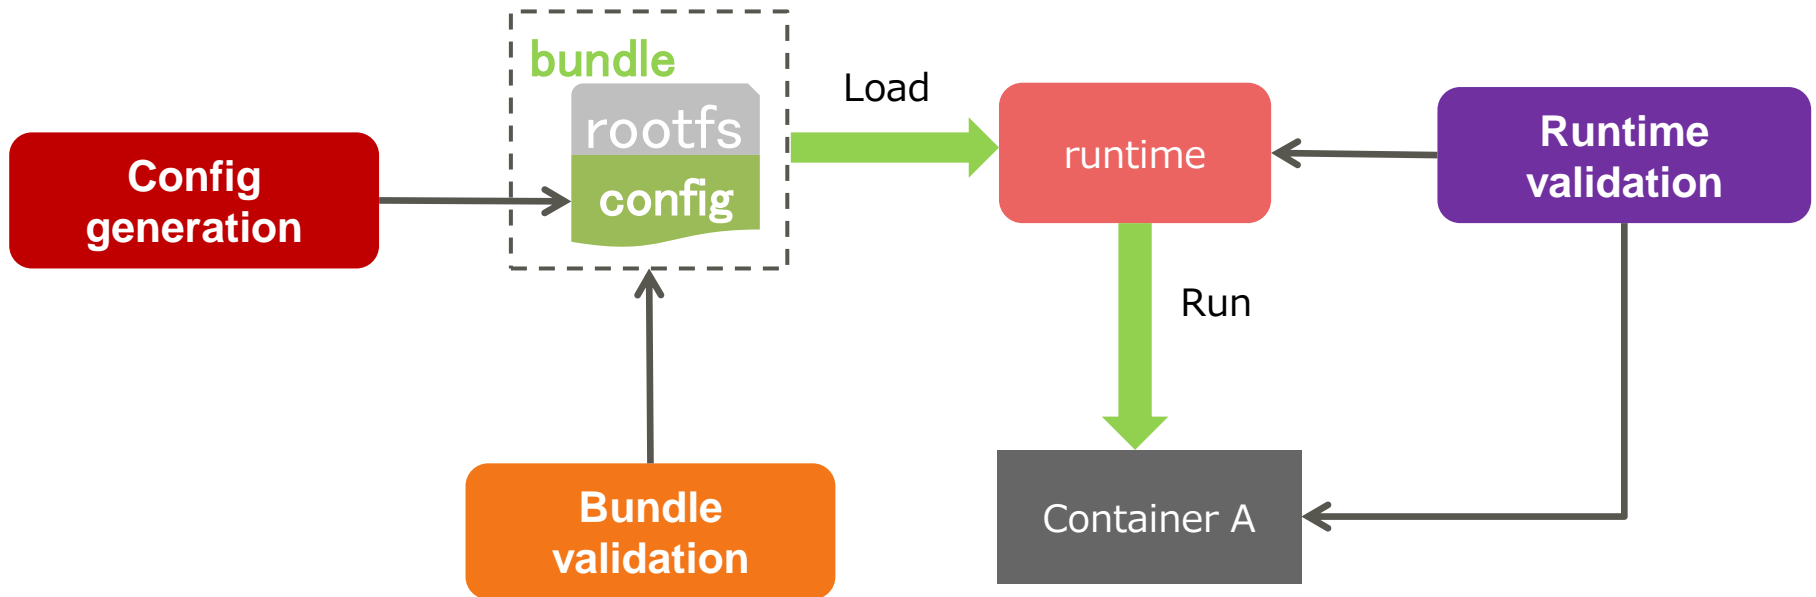 Config
generation
bundle
rootfs
config
Bundle
validation
Load
runtime
Run
Container A
Runtime
validation